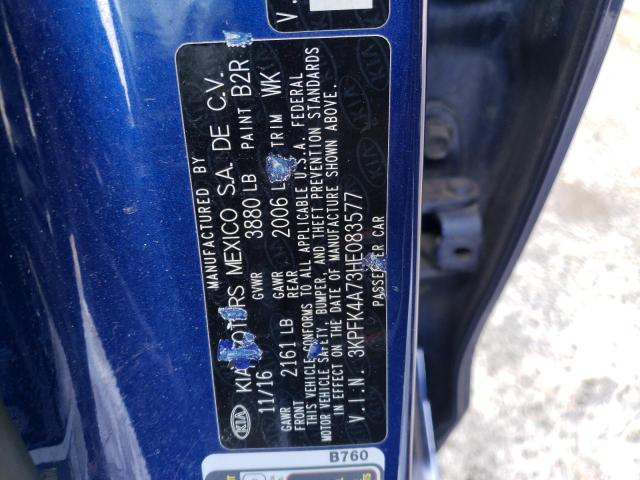 MANUFACTURED BY
KIA KIA MOTORS MEXICO S.A. DE C.V.
11/16 GVWR 3880 LB PAINT B2R
GAWR FRONT 2161 LB GAWR REAR 2006 L TRIM WK
THIS VEHICLE CONFORMS TO ALL APPLICABLE U.S.A. FEDERAL
MOTOR VEHICLE SAFETY, BUMPER, AND THEFT PREVENTION STANDARDS
IN EFFECT ON THE DATE OF MANUFACTURE SHOWN ABOVE.
V.I.N. 3KPFK4A73HE083577
PASSENGER CAR
B760